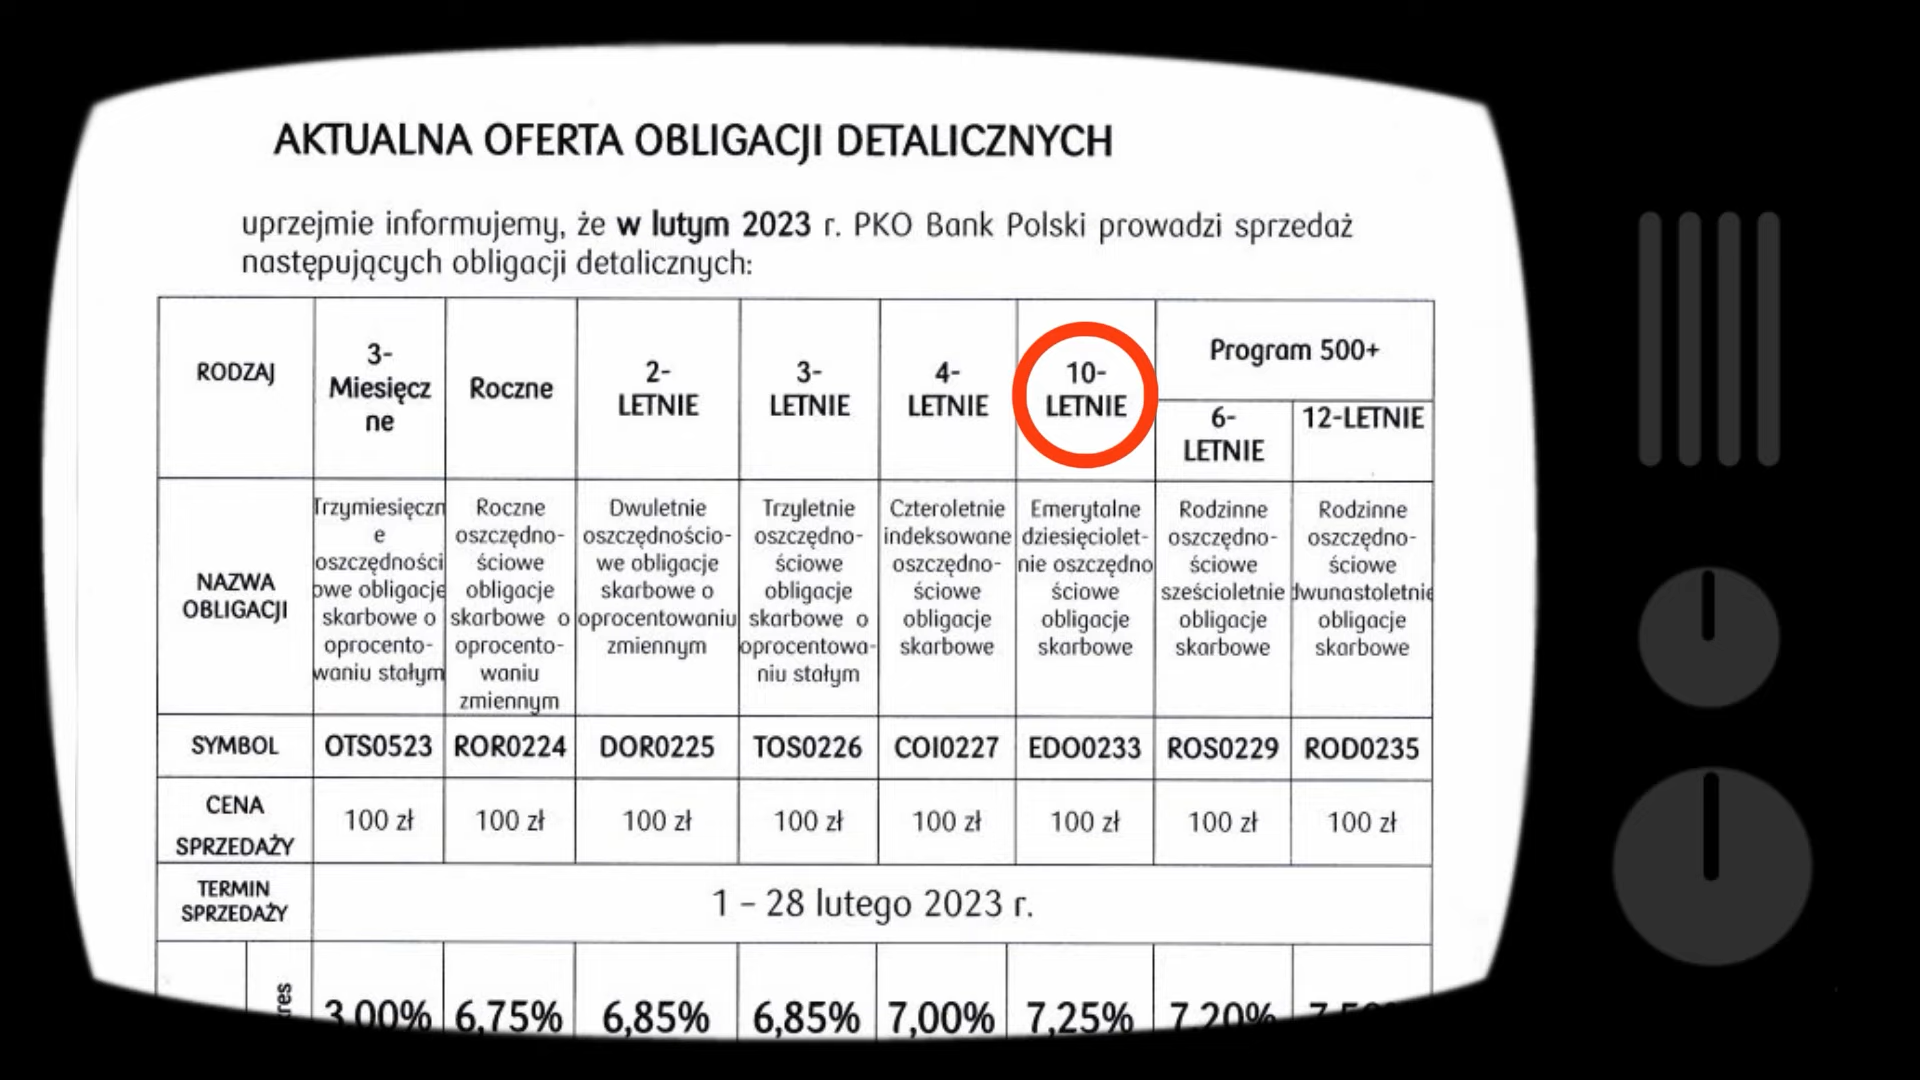 AKTUALNA OFERTA OBLIGACJI DETALICZNYCH
uprzejmie informujemy, że w lutym 2023 r. PKO Bank Polski prowadzi sprzedaż
następujących obligacji detalicznych:
RODZAJ
3-
Miesięcz
ne
Roczne
2-
LETNIE
3-
LETNIE
4-
LETNIE
10-
LETNIE
Program 500+
6-
LETNIE
12-LETNIE
NAZWA
OBLIGACJI
Trzymiesięczn
e
oszczędności
owe obligacje
skarbowe o
oprocento-
waniu stałym
Roczne
oszczędno-
ściowe
obligacje
skarbowe o
oprocento-
waniu
zmiennym
Dwuletnie
oszczędnościo-
we obligacje
skarbowe o
oprocentowaniu
zmiennym
Trzyletnie
oszczędno-
ściowe
obligacje
skarbowe o
oprocentowa-
niu stałym
Czteroletnie
indeksowane
oszczędno-
ściowe
obligacje
skarbowe
Emerytalne
dziesięciolet-
nie oszczędno
ściowe
obligacje
skarbowe
Rodzinne
oszczędno-
ściowe
sześcioletnie
obligacje
skarbowe
Rodzinne
oszczędno-
ściowe
dwunastoletnie
obligacje
skarbowe
SYMBOL
OTS0523
ROR0224
DOR0225
TOS0226
COI0227
EDO0233
ROS0229
ROD0235
CENA
SPRZEDAŻY
100 zł
100 zł
100 zł
100 zł
100 zł
100 zł
100 zł
100 zł
TERMIN
SPRZEDAŻY
1 – 28 lutego 2023 r.
3,00%
6,75%
6,85%
6,85%
7,00%
7,25%
7,20%